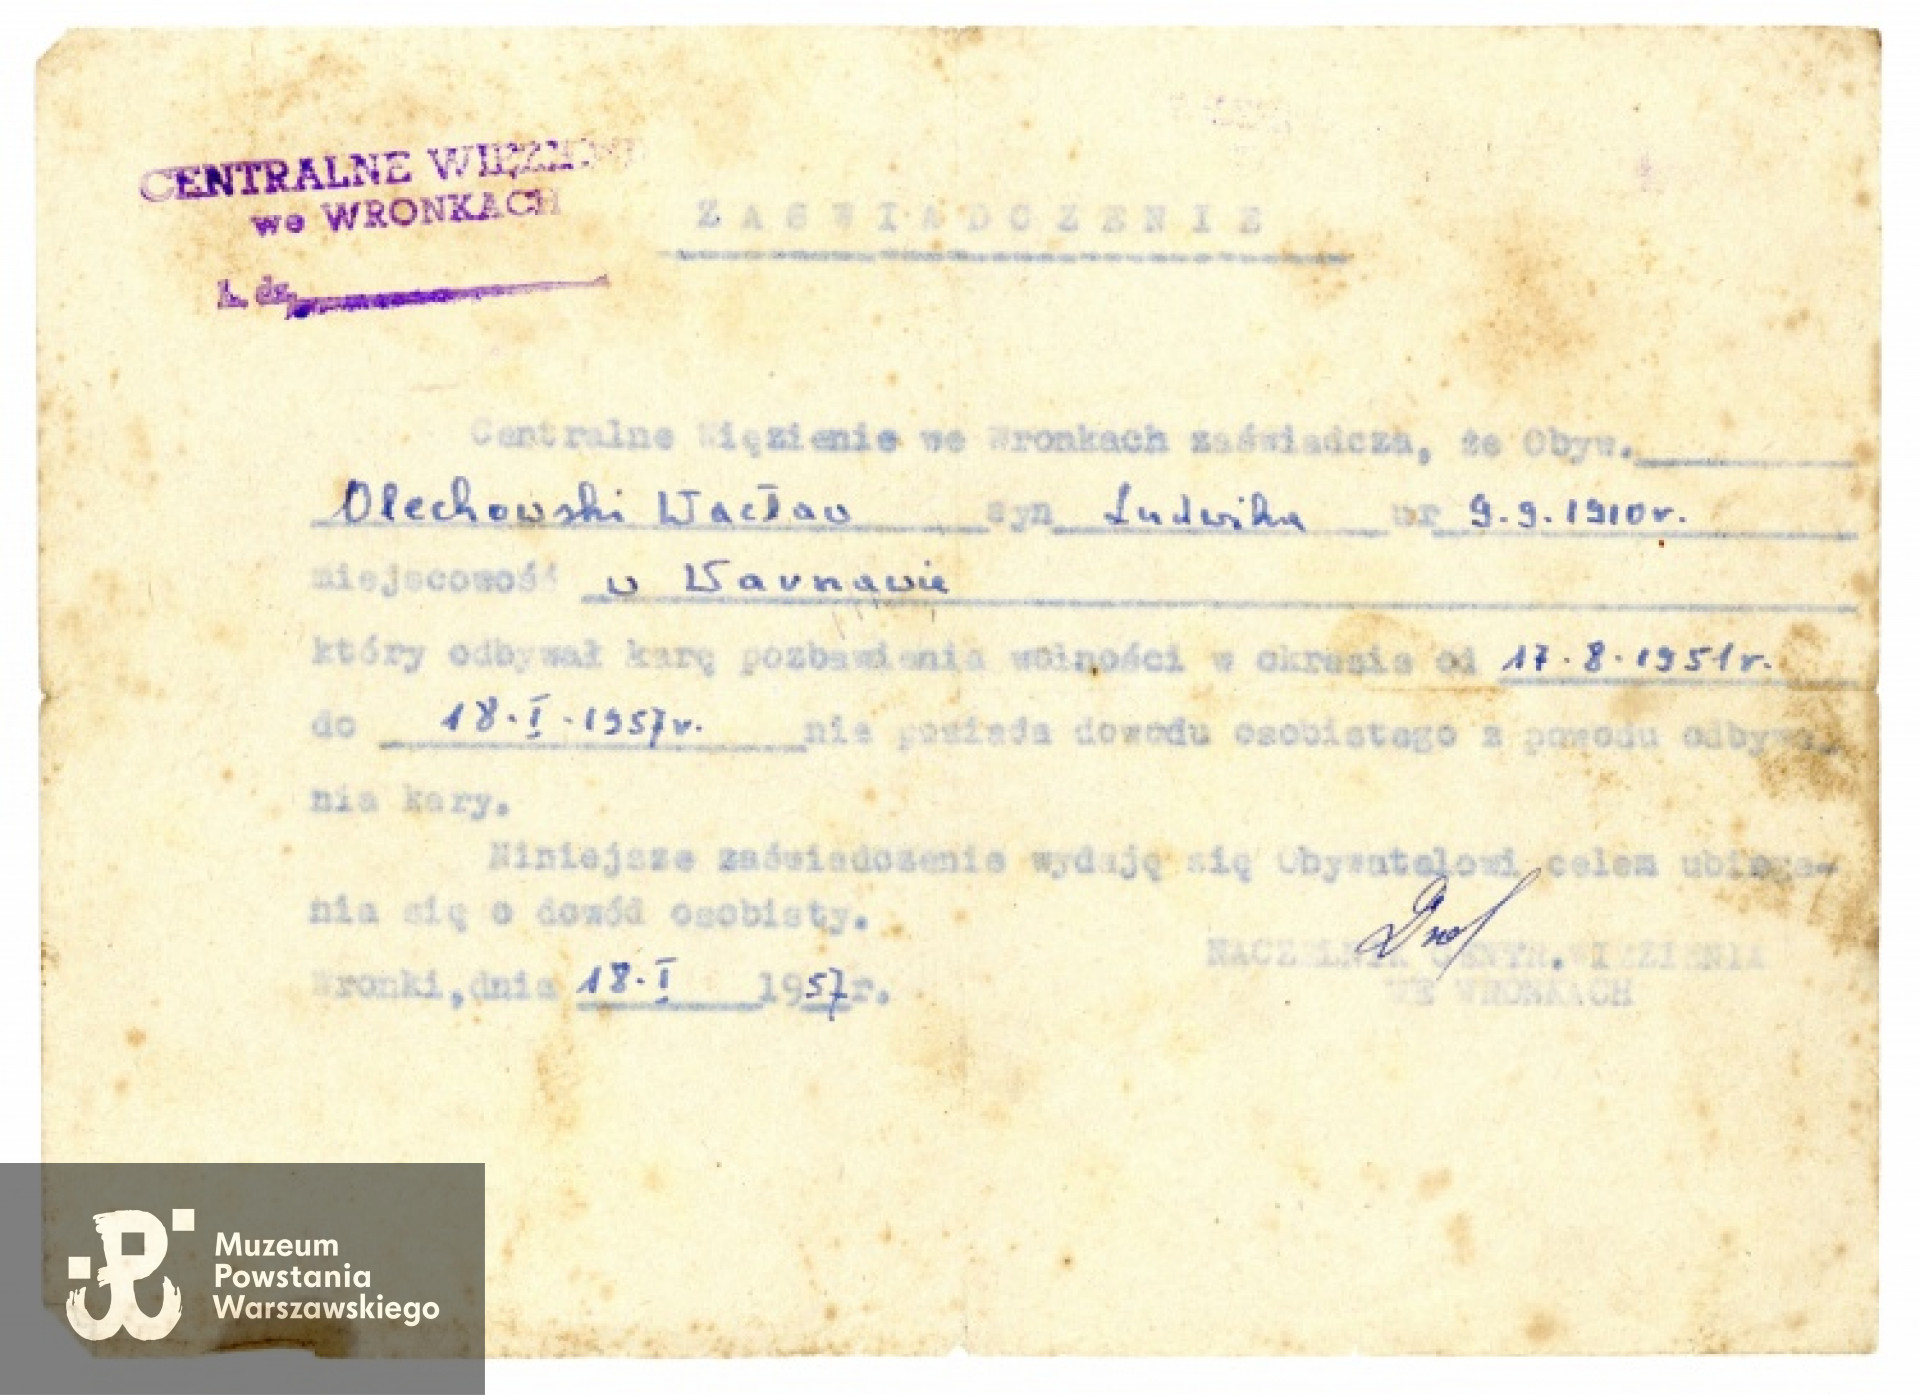 CENTRALNE WIĘZIENIE
we WRONKACH
L. dz.
ZAŚWIADCZENIE
Centralne Więzienie we Wronkach zaświadcza, że Obyw.
Olechowski Wacław syn Ludwika ur 9.9.1910r.
miejscowość w Warnawie
który odbywał karę pozbawienia wolności w okresie od 17.8.1951r.
do 18.I.1957r. nie posiada dowodu osobistego z powodu odbywa-
nia kary.
Niniejsze zaświadczenie wydaję się Obywatelowi celem ubiega-
nia się o dowód osobisty.
Wronki, dnia 18.I 1957r.
NACZELNIK CENTR. WIĘZIENIA
WE WRONKACH
Muzeum
Powstania
Warszawskiego